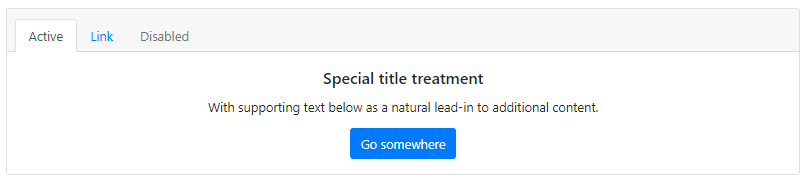 Active Link Disabled
Special title treatment
With supporting text below as a natural lead-in to additional content.
Go somewhere